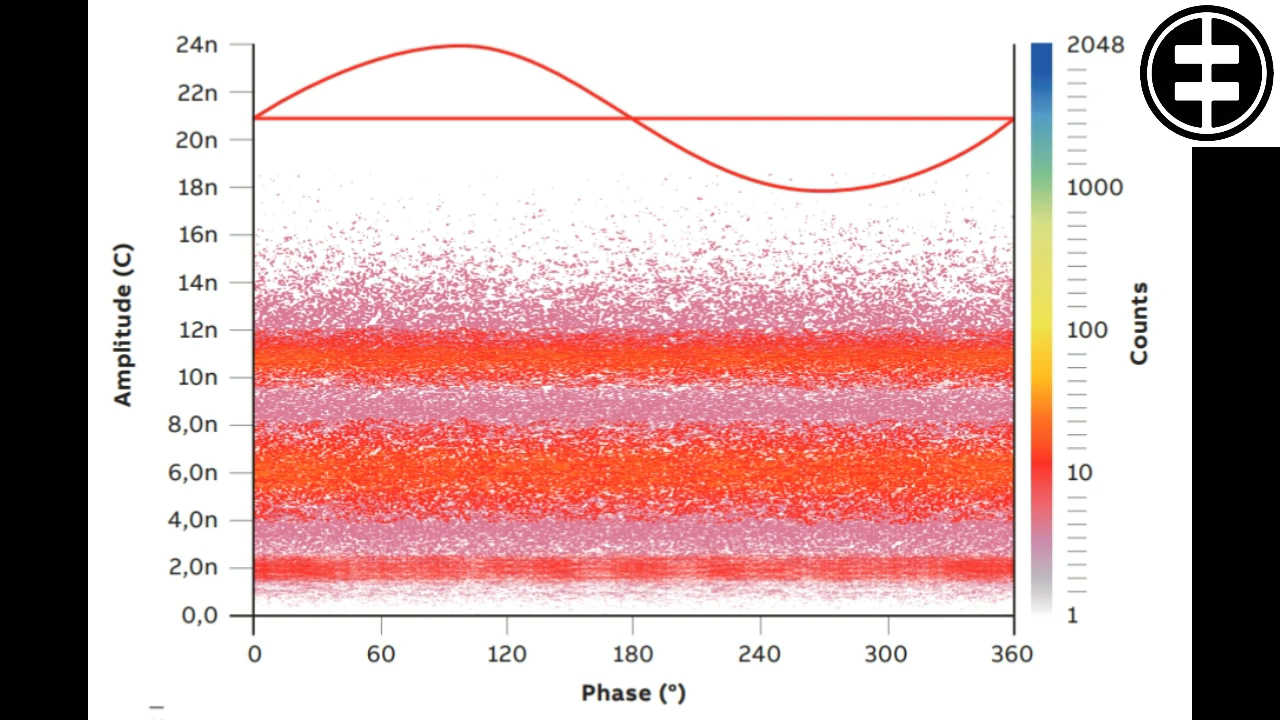 24n
22n
20n
18n
16n
14n
12n
10n
8,0n
6,0n
4,0n
2,0n
0,0
Amplitude (C)
0 60 120 180 240 300 360
Phase (°)
2048
1000
100
10
1
Counts